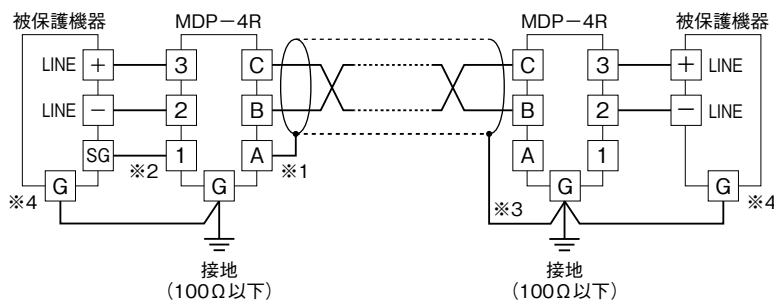 被保護機器 MDP−4R MDP−4R 被保護機器
LINE + 3 C C 3 + LINE
LINE − 2 B B 2 − LINE
SG ※2 1 A ※1 A 1
※4 G G ※3 G G ※4
接地 接地
(100Ω以下) (100Ω以下)